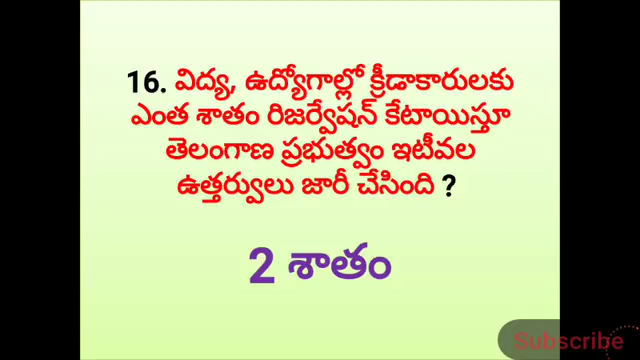 16. విద్య, ఉద్యోగాల్లో క్రీడాకారులకు
ఎంత శాతం రిజర్వేషన్ కేటాయిస్తూ
తెలంగాణ ప్రభుత్వం ఇటీవల
ఉత్తర్వులు జారీ చేసింది ?
2 శాతం
Subscribe